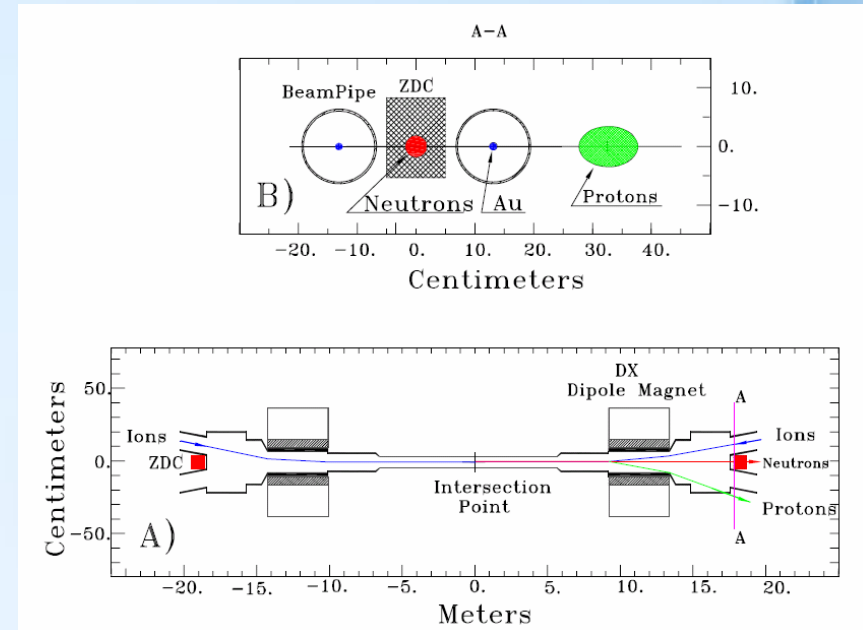 A-A
BeamPipe
ZDC
10.
0.
-10.
B)
Neutrons
Au
Protons
-20. -10. 0. 10. 20. 30. 40.
Centimeters
DX
Dipole Magnet
A
50.
Ions
Ions
ZDC
0.
Neutrons
Intersection
Point
Protons
-50.
A)
A
Centimeters
-20. -15. -10. -5. 0. 5. 10. 15. 20.
Meters